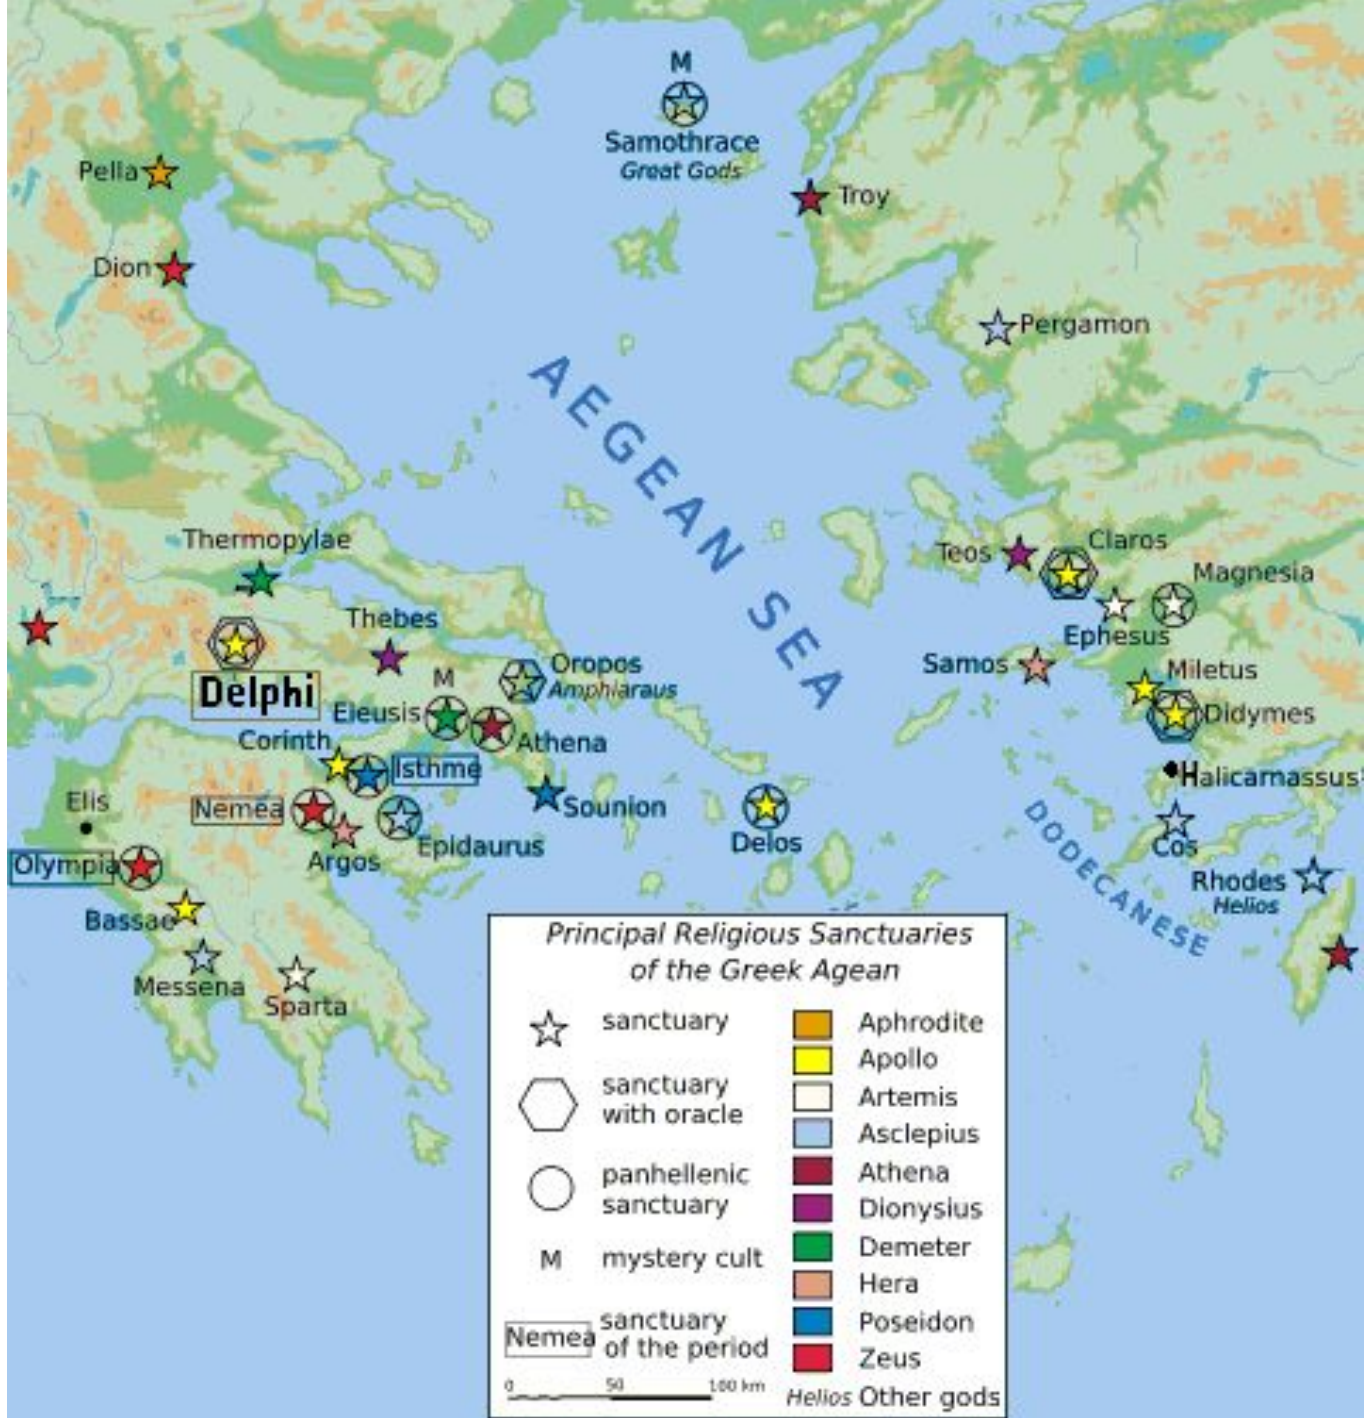 M
Samothrace
Great Gods
Pella
Troy
Dion
Pergamon
AEGEAN SEA
Thermopylae
Teos
Claros
Magnesia
Thebes
Ephesus
Delphi
M
Oropos
Amphiaraus
Samos
Miletus
Eleusis
Athena
Didymes
Corinth
Isthme
Halicarnassus
Elis
Nemea
Sounion
Delos
Argos
Epidaurus
Cos
Olympia
DODECANESE
Rhodes
Helios
Bassae
Messena
Sparta
Principal Religious Sanctuaries
of the Greek Agean
sanctuary
sanctuary
with oracle
panhellenic
sanctuary
M mystery cult
Nemea sanctuary
of the period
0 50 100 km
Aphrodite
Apollo
Artemis
Asclepius
Athena
Dionysius
Demeter
Hera
Poseidon
Zeus
Helios Other gods